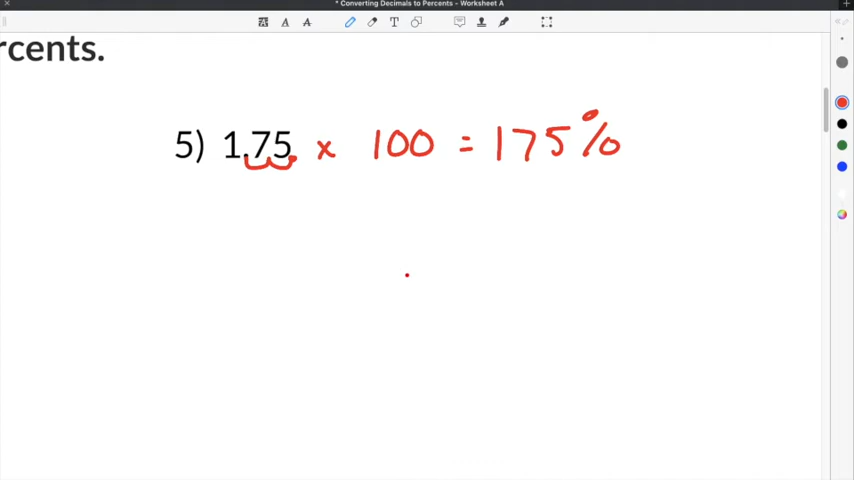 * Converting Decimals to Percents - Worksheet A
A A T
rcents.
5) 1.75 x 100 = 175%